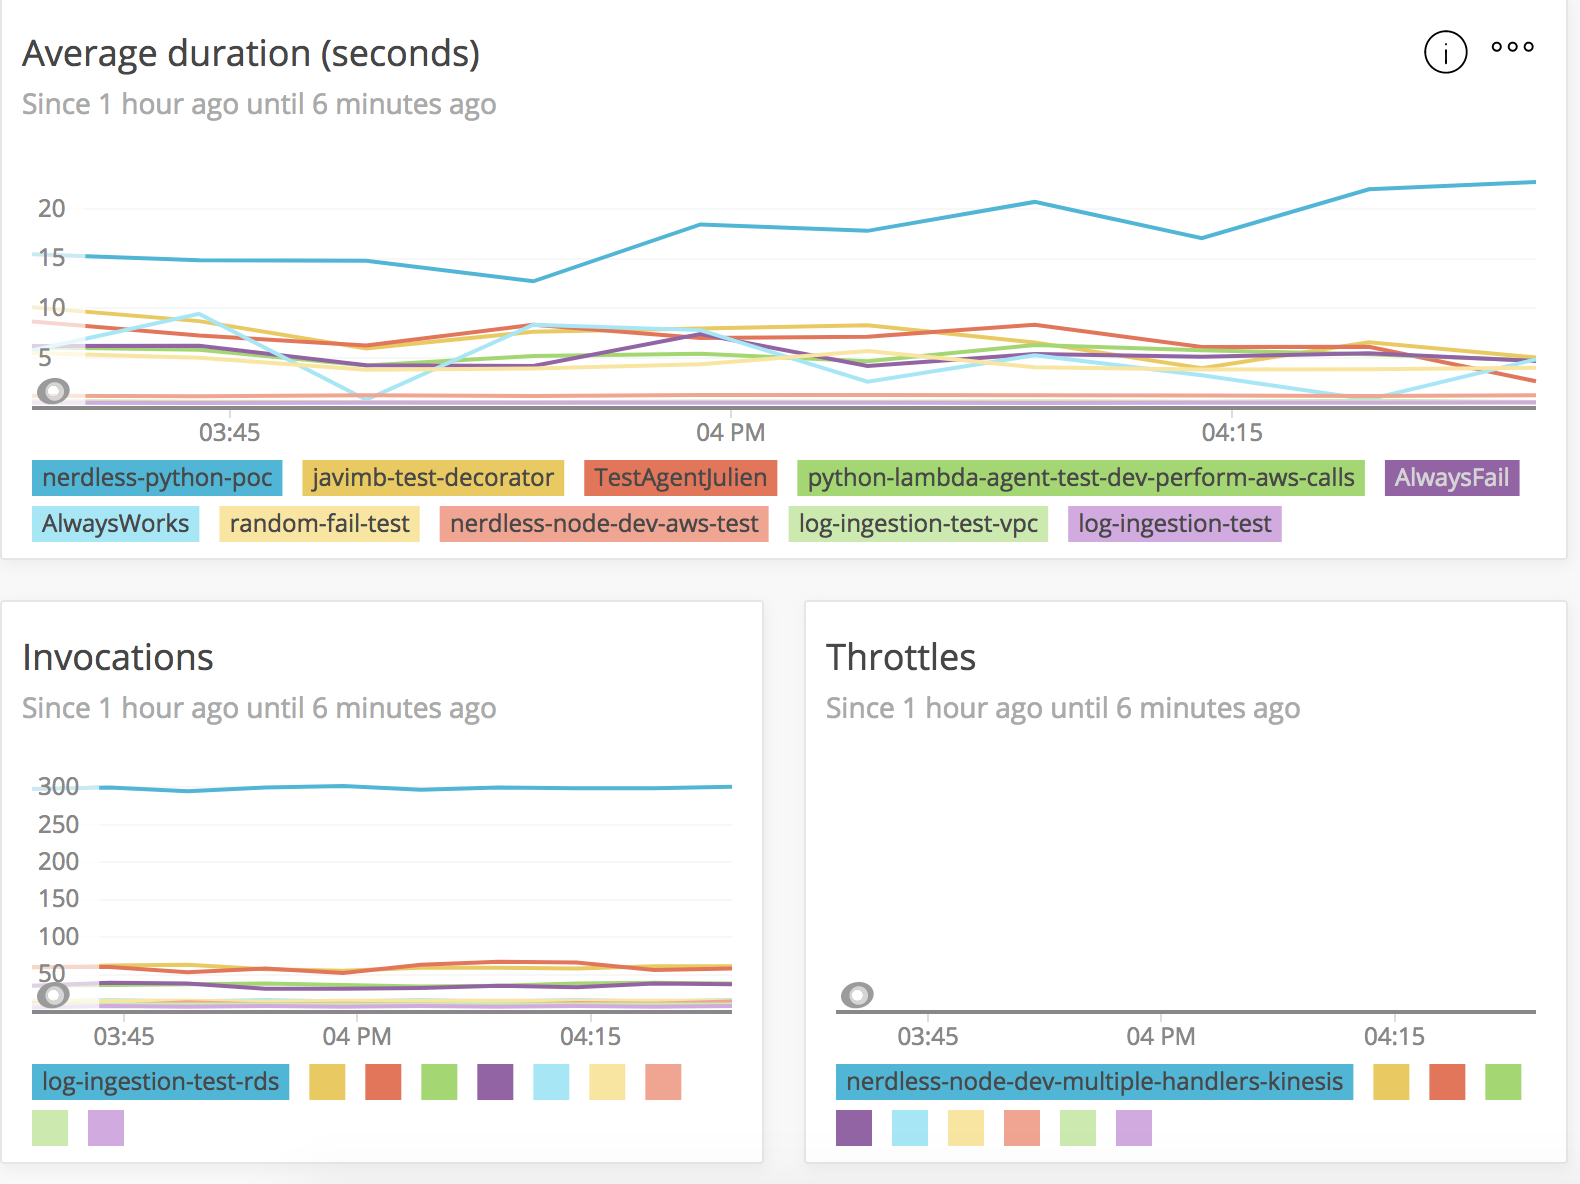 Average duration (seconds)
Since 1 hour ago until 6 minutes ago
20
15
10
5
03:45 04 PM 04:15
nerdless-python-poc javimb-test-decorator TestAgentJulien python-lambda-agent-test-dev-perform-aws-calls AlwaysFail
AlwaysWorks random-fail-test nerdless-node-dev-aws-test log-ingestion-test-vpc log-ingestion-test
Invocations
Since 1 hour ago until 6 minutes ago
300
250
200
150
100
50
03:45 04 PM 04:15
log-ingestion-test-rds
Throttles
Since 1 hour ago until 6 minutes ago
03:45 04 PM 04:15
nerdless-node-dev-multiple-handlers-kinesis